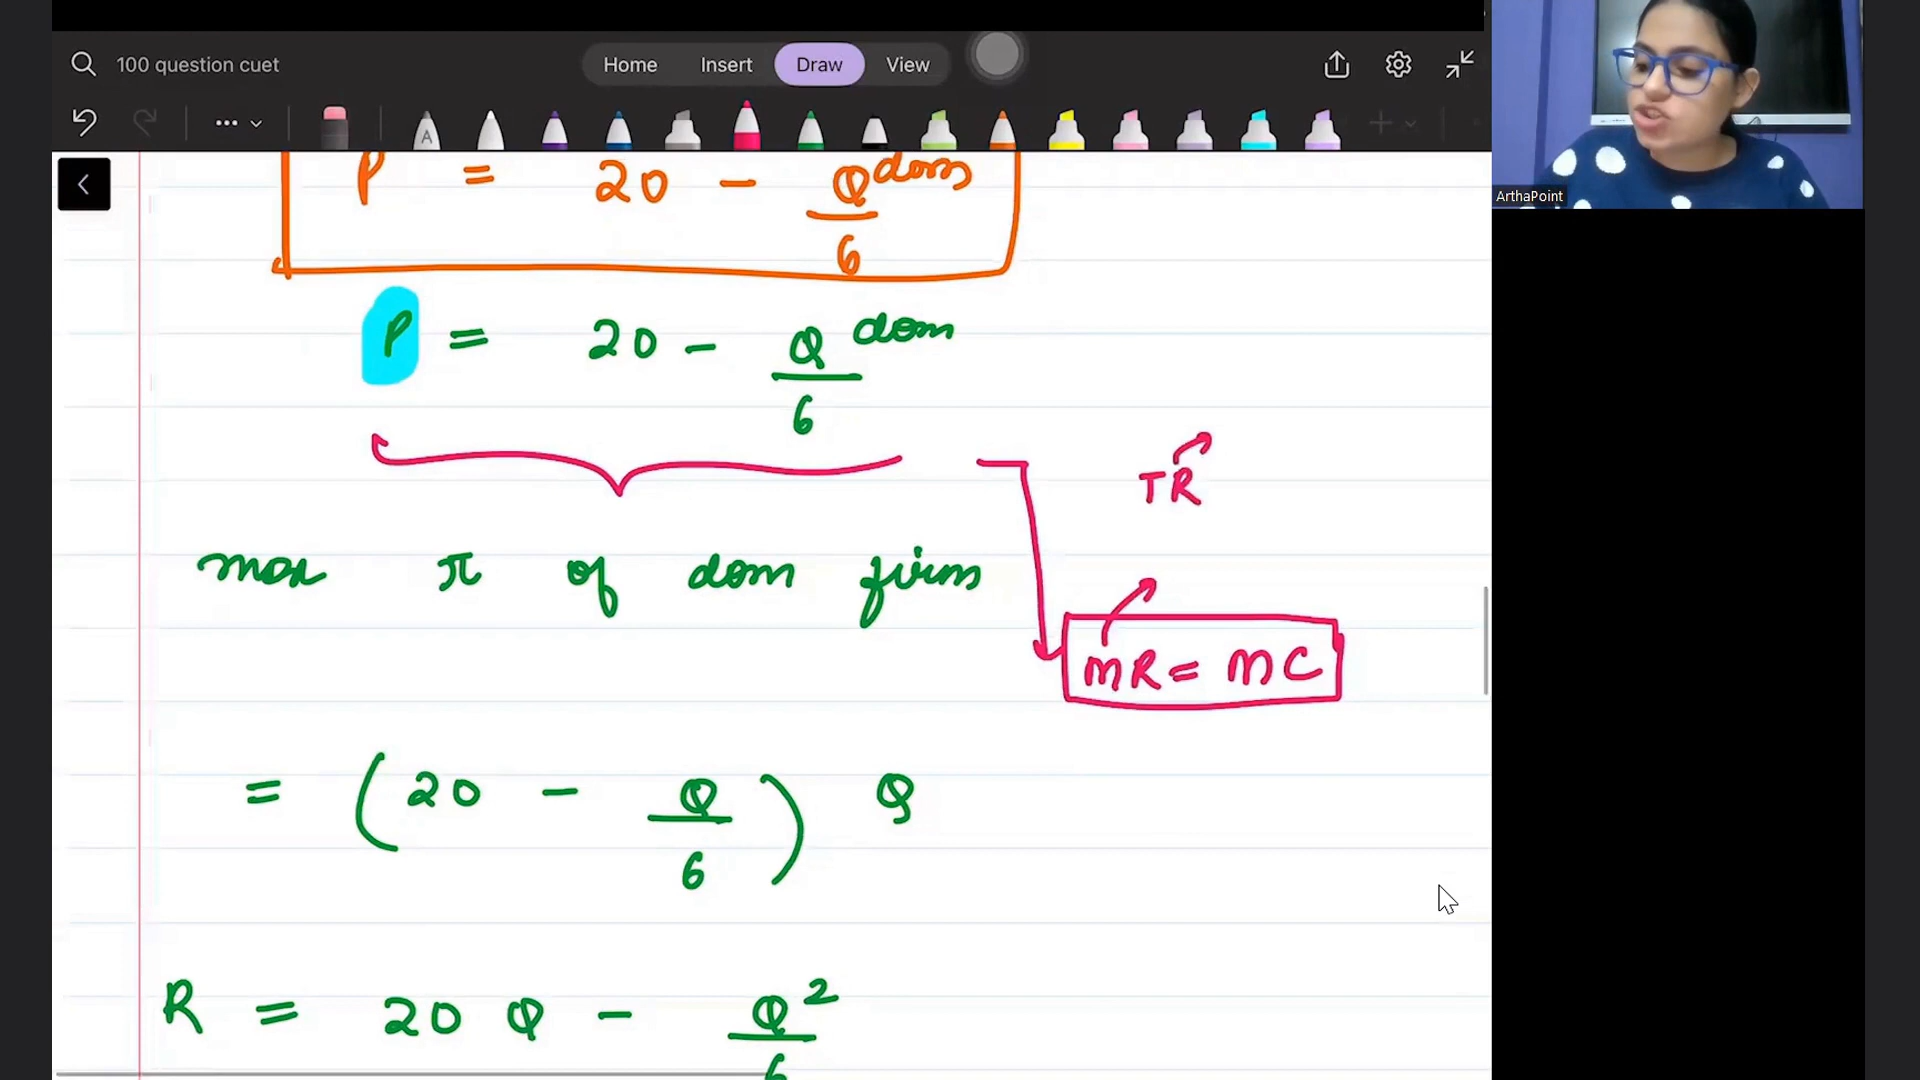 100 question cuet
Home Insert Draw View
A
ArthaPoint
P = 20 - Q^dom / 6
P = 20 - Q^dom / 6
TR
max π of dom firm
MR = MC
= (20 - Q/6) Q
R = 20 Q - Q²/6